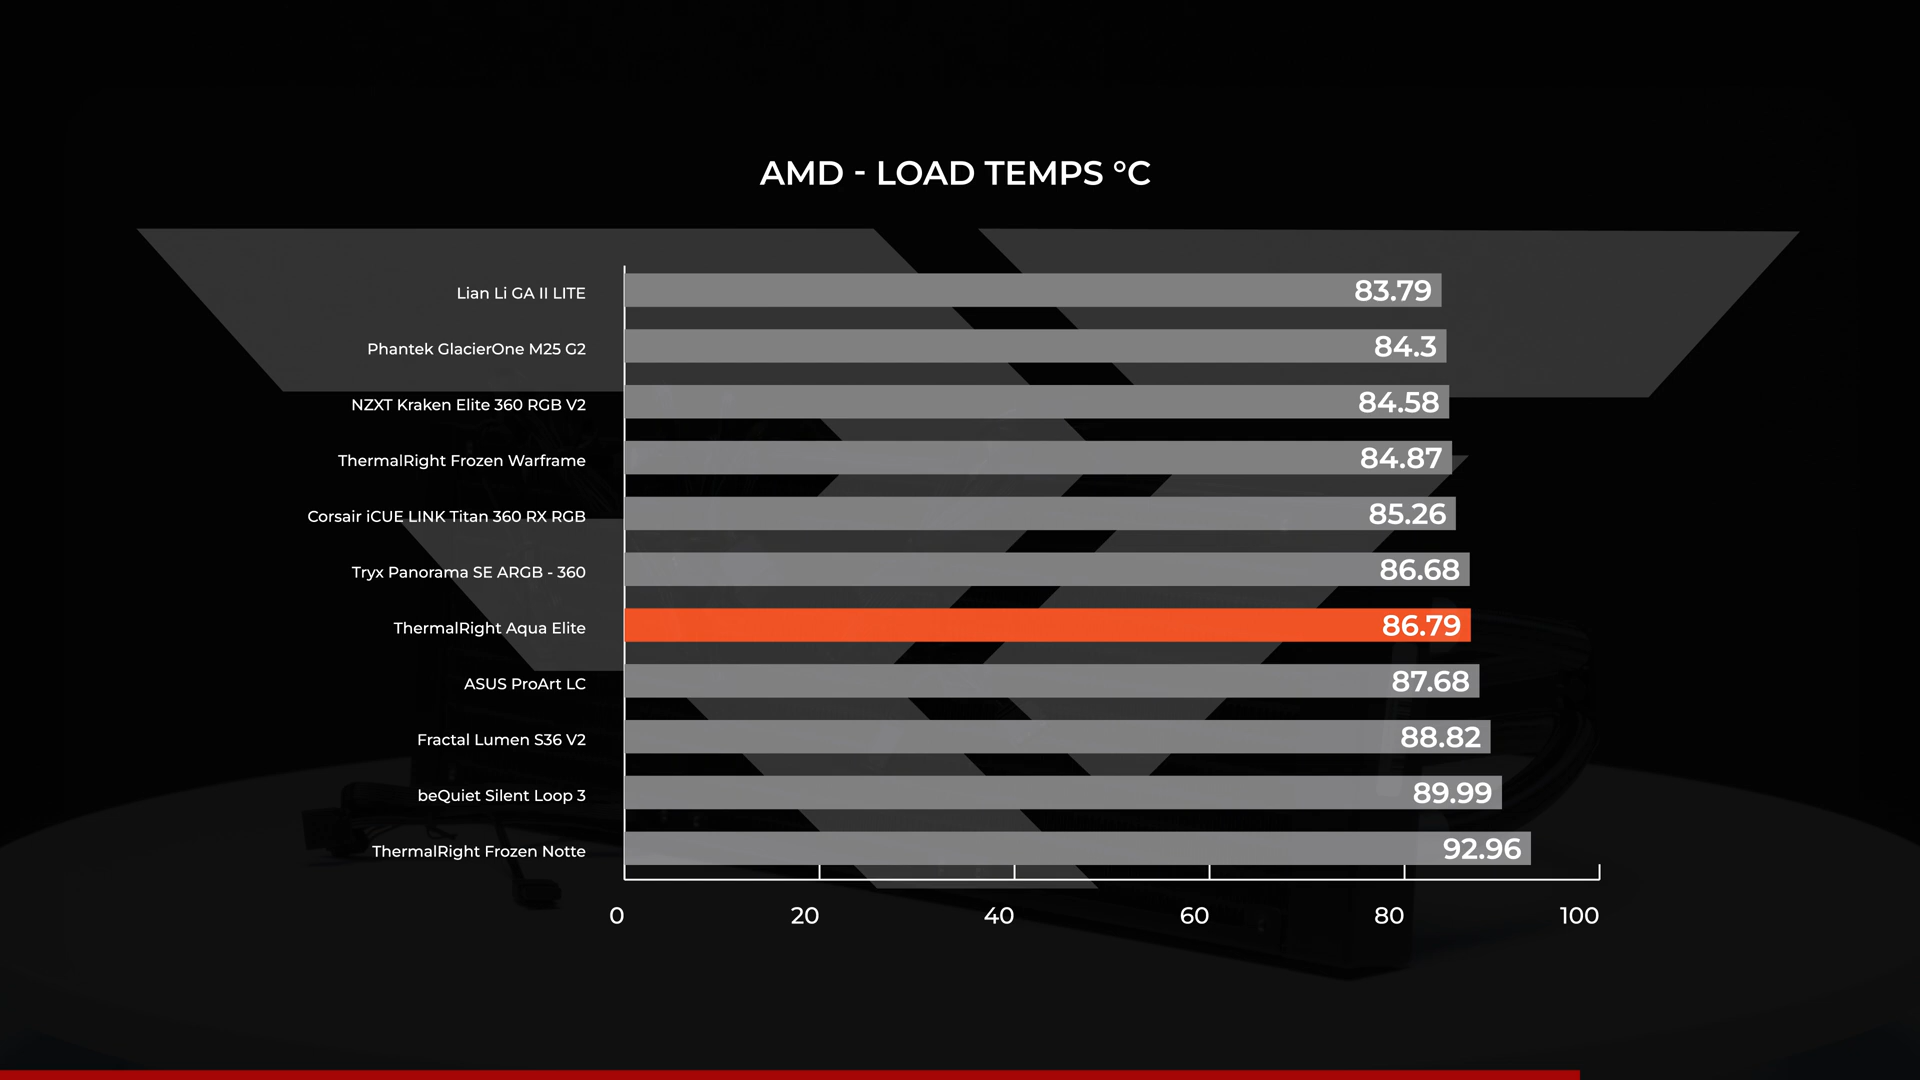 AMD - LOAD TEMPS °C
Lian Li GA II LITE 83.79
Phantek GlacierOne M25 G2 84.3
NZXT Kraken Elite 360 RGB V2 84.58
ThermalRight Frozen Warframe 84.87
Corsair iCUE LINK Titan 360 RX RGB 85.26
Tryx Panorama SE ARGB - 360 86.68
ThermalRight Aqua Elite 86.79
ASUS ProArt LC 87.68
Fractal Lumen S36 V2 88.82
beQuiet Silent Loop 3 89.99
ThermalRight Frozen Notte 92.96
0 20 40 60 80 100